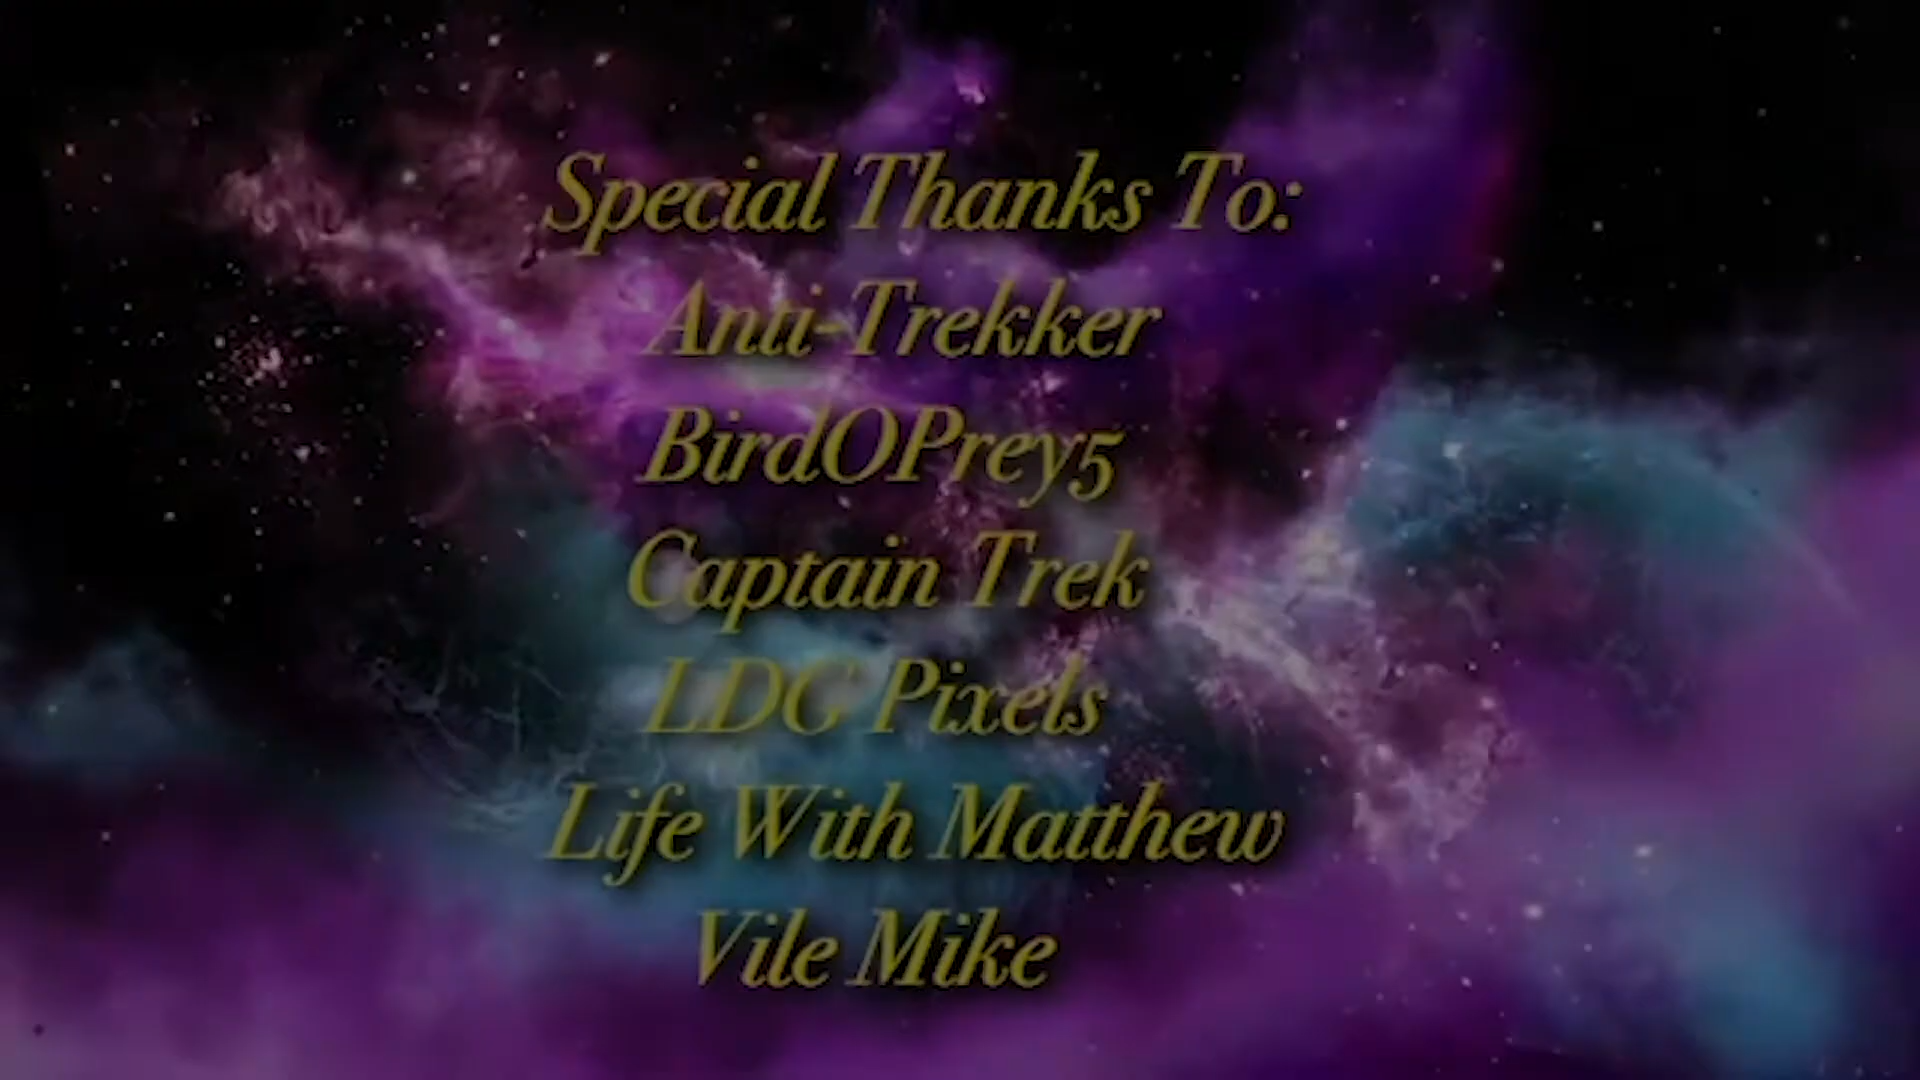 Special Thanks To:
Anti-Trekker
BirdOPrey5
Captain Trek
LDG Pixels
Life With Matthew
Vile Mike